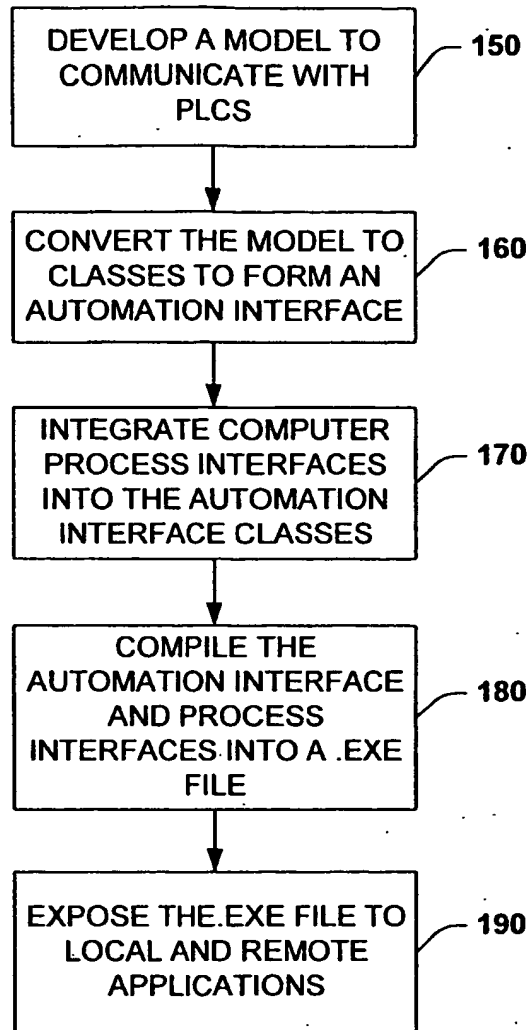 DEVELOP A MODEL TO
COMMUNICATE WITH
PLCS
150
CONVERT THE MODEL TO
CLASSES TO FORM AN
AUTOMATION INTERFACE
160
INTEGRATE COMPUTER
PROCESS INTERFACES
INTO THE AUTOMATION
INTERFACE CLASSES
170
COMPILE THE
AUTOMATION INTERFACE
AND PROCESS
INTERFACES INTO A .EXE
FILE
180
EXPOSE THE.EXE FILE TO
LOCAL AND REMOTE
APPLICATIONS
190